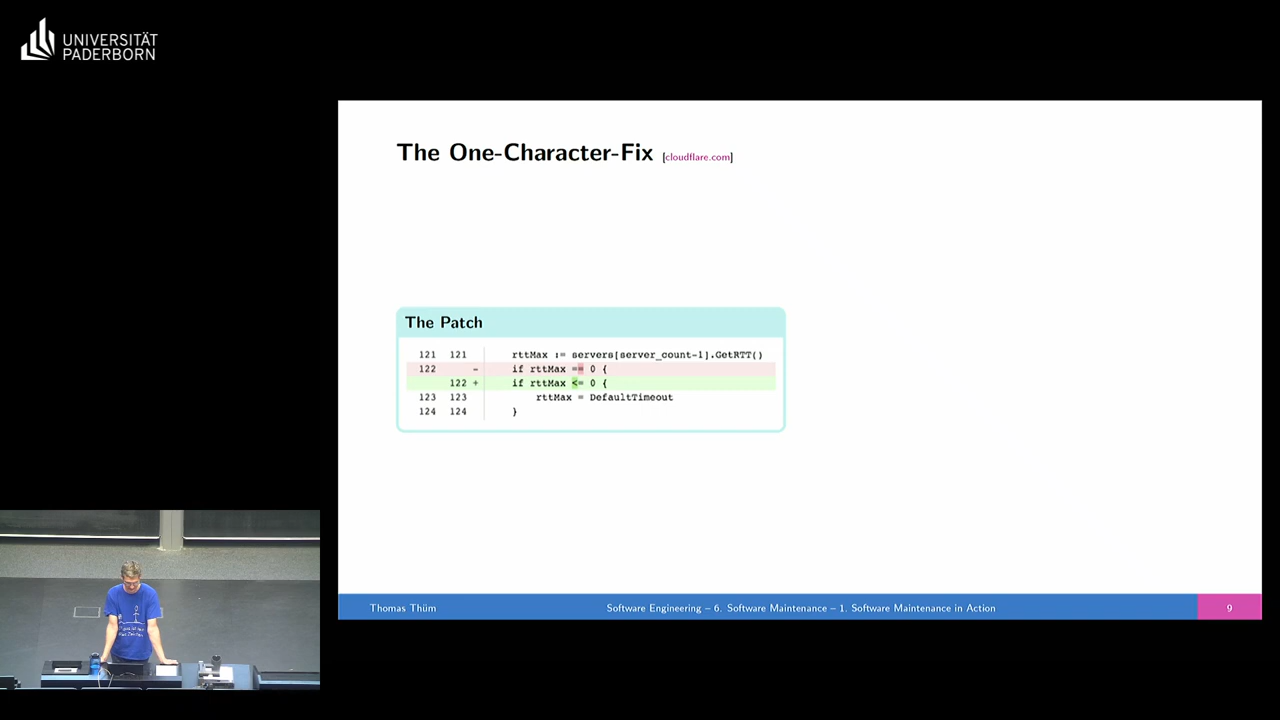 UNIVERSITÄT
PADERBORN
The One-Character-Fix [cloudflare.com]
The Patch
121 121 rttMax := servers[server_count-1].GetRTT()
122 - if rttMax == 0 {
122 + if rttMax <= 0 {
123 123 rttMax = DefaultTimeout
124 124 }
Thomas Thüm
Software Engineering – 6. Software Maintenance – 1. Software Maintenance in Action
9